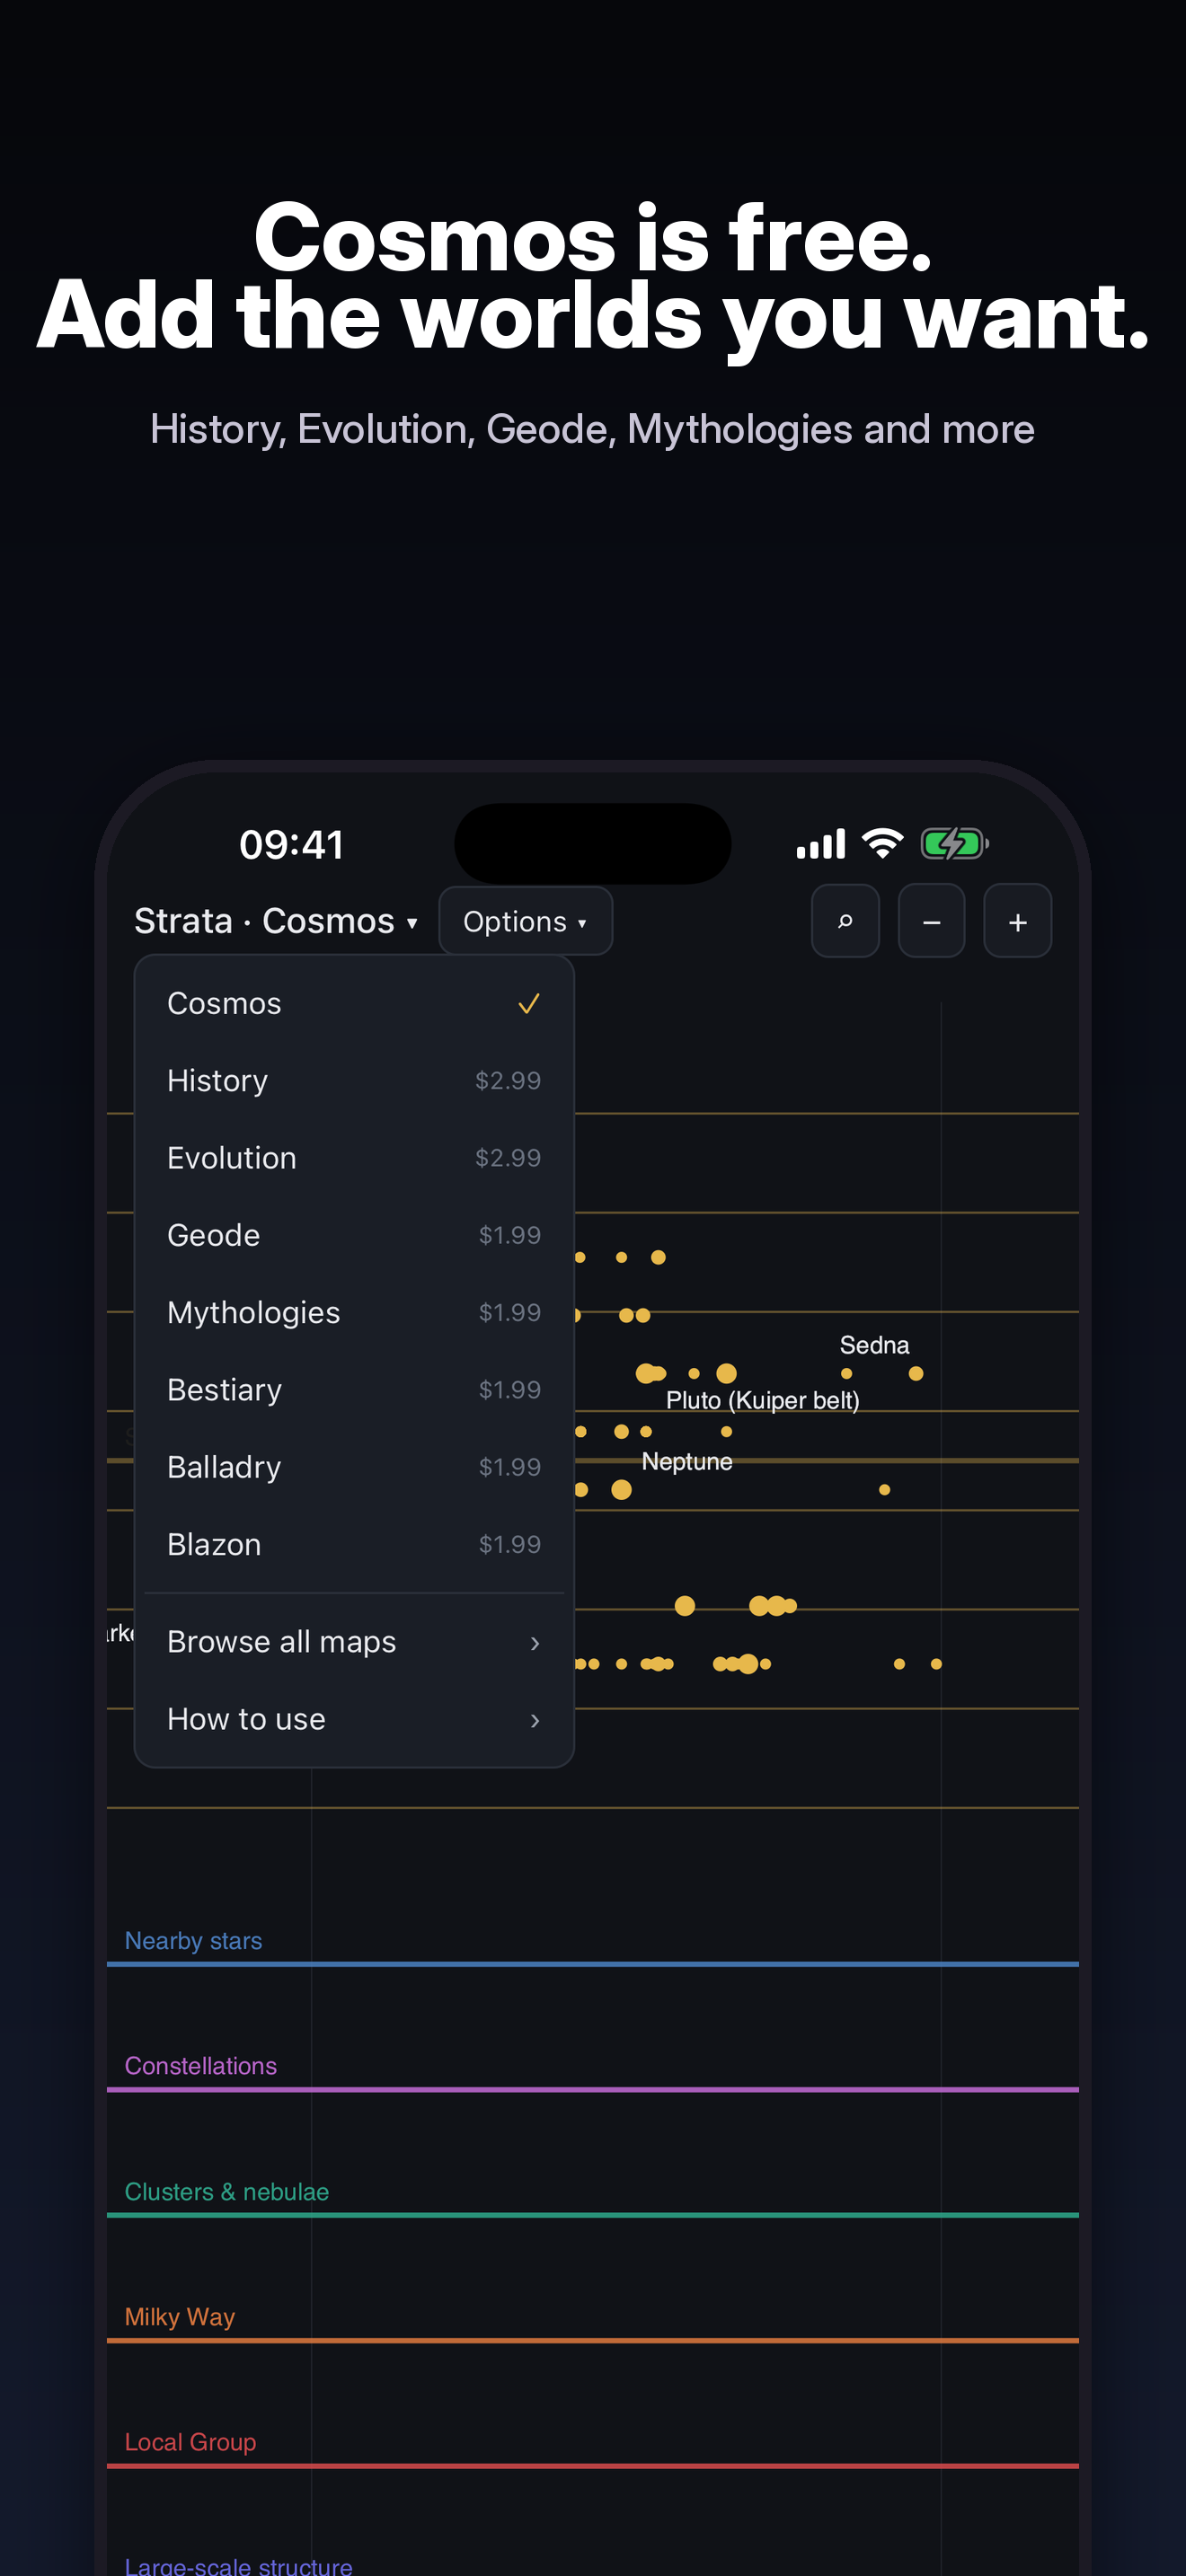 Cosmos is free.
Add the worlds you want.
History, Evolution, Geode, Mythologies and more
09:41
Strata · Cosmos ▾
Options ▾
− +
Cosmos ✓
History $2.99
Evolution $2.99
Geode $1.99
Mythologies $1.99
Bestiary $1.99
Balladry $1.99
Blazon $1.99
Browse all maps ›
How to use ›
Sedna
Pluto (Kuiper belt)
Neptune
Nearby stars
Constellations
Clusters & nebulae
Milky Way
Local Group
Large-scale structure